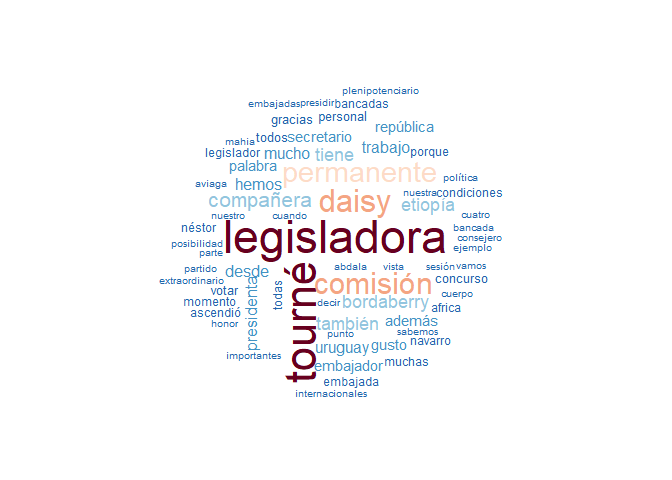 plenipotenciario
embajadas presidir bancadas
gracias personal
república
mahia todos secretario
legislador mucho tiene trabajo porque
palabra permanente
aviaga hemos política
compañera daisy nuestra condiciones
etiopía
nuestro cuando cuatro
néstor legisladora bancada
posibilidad consejero
parte ejemplo
partido desde abdala vista sesión vamos
extraordinario comisión concurso
votar todas cuerpo
momento decir bordaberry africa
ascendió tourné
honor presidenta también además
punto sabemos
uruguay gusto navarro
importantes
embajador muchas
embajada
internacionales